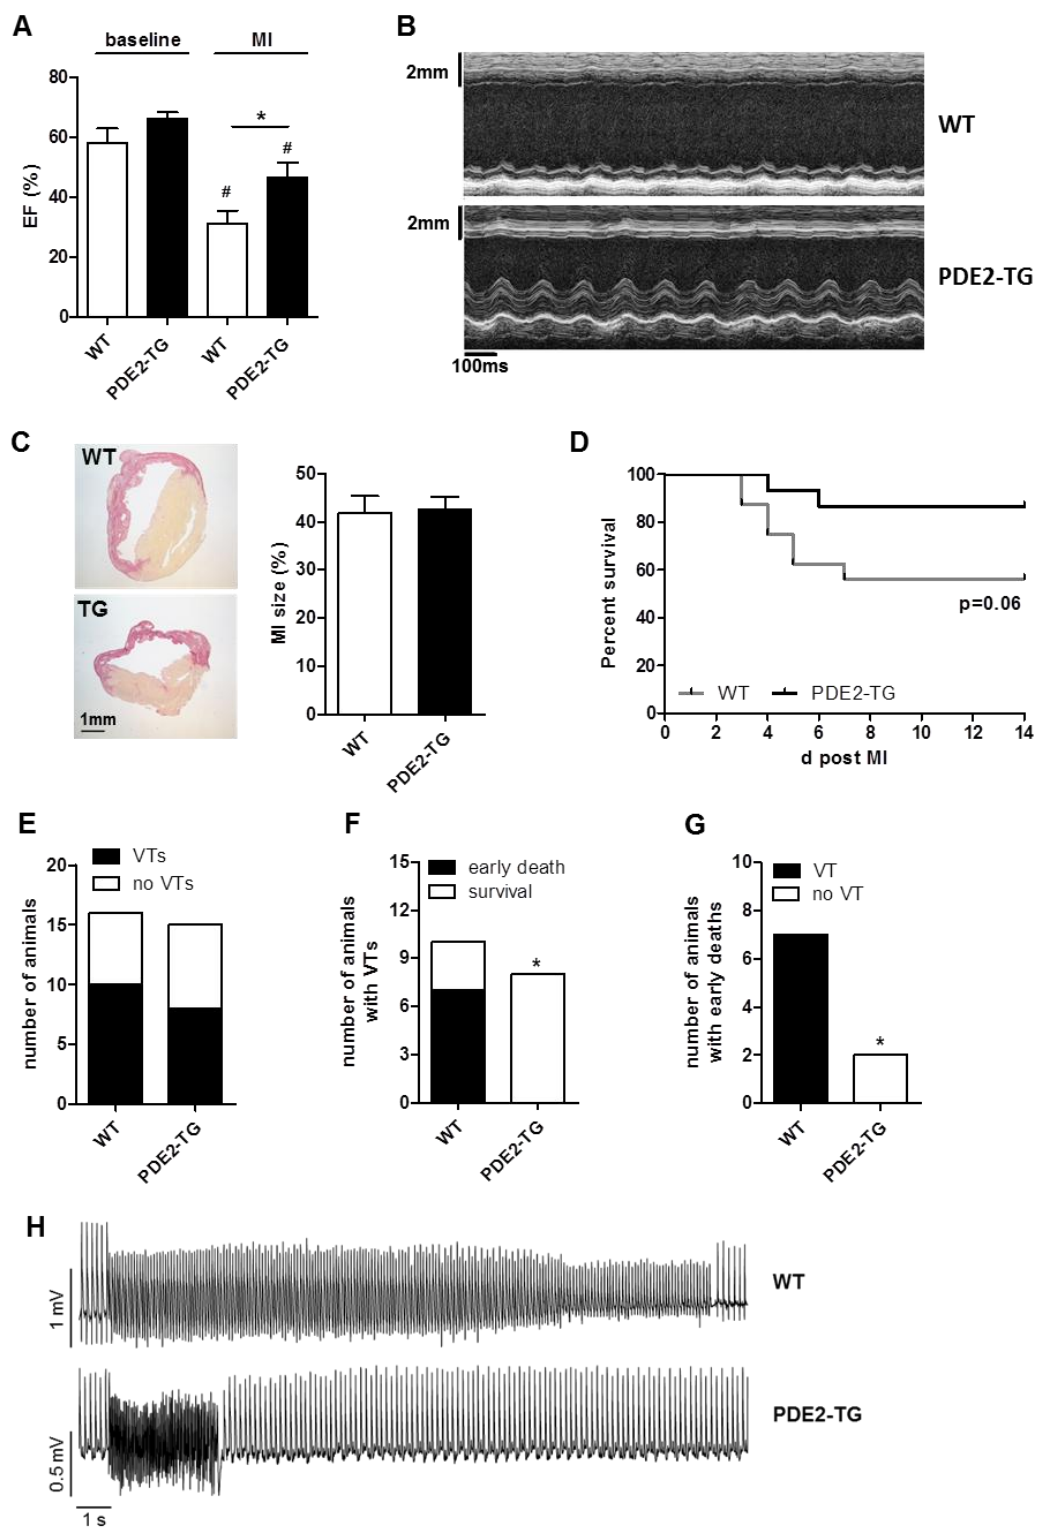 A
baseline
MI
80
60
40
20
0
EF (%)
*
#
#
WT
PDE2-TG
WT
PDE2-TG
B
2mm
WT
2mm
PDE2-TG
100ms
C
WT
TG
1mm
50
40
30
20
10
0
MI size (%)
WT
PDE2-TG
D
100
80
60
40
20
0
Percent survival
p=0.06
WT
PDE2-TG
0 2 4 6 8 10 12 14
d post MI
E
VTs
no VTs
20
15
10
5
0
number of animals
WT
PDE2-TG
F
early death
survival
15
12
9
6
3
0
number of animals
with VTs
*
WT
PDE2-TG
G
VT
no VT
10
8
6
4
2
0
number of animals
with early deaths
*
WT
PDE2-TG
H
1 mV
WT
0.5 mV
PDE2-TG
1 s